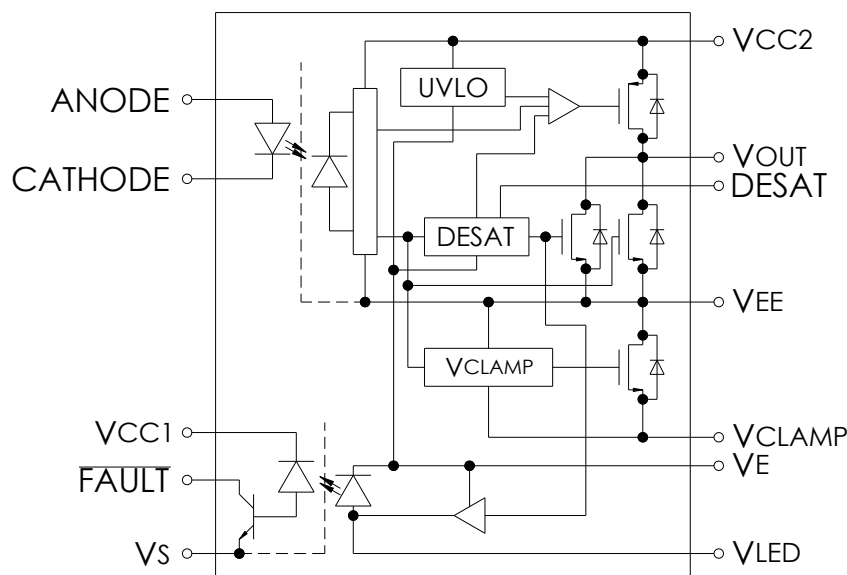 VCC2
UVLO
ANODE
VOUT
CATHODE
DESAT
DESAT
VEE
VCLAMP
VCC1
VCLAMP
VE
FAULT
VS
VLED